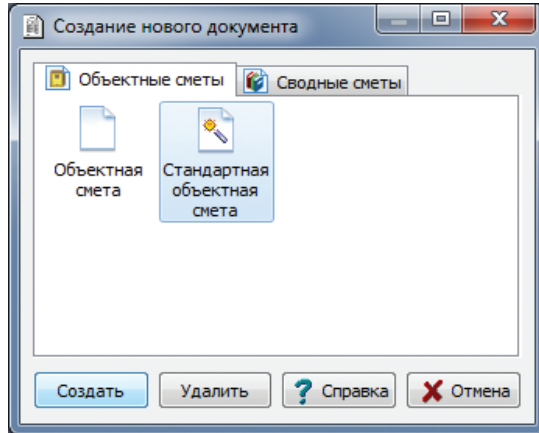 Создание нового документа
Объектные сметы
Сводные сметы
Объектная
смета
Стандартная
объектная
смета
Создать
Удалить
Справка
Отмена